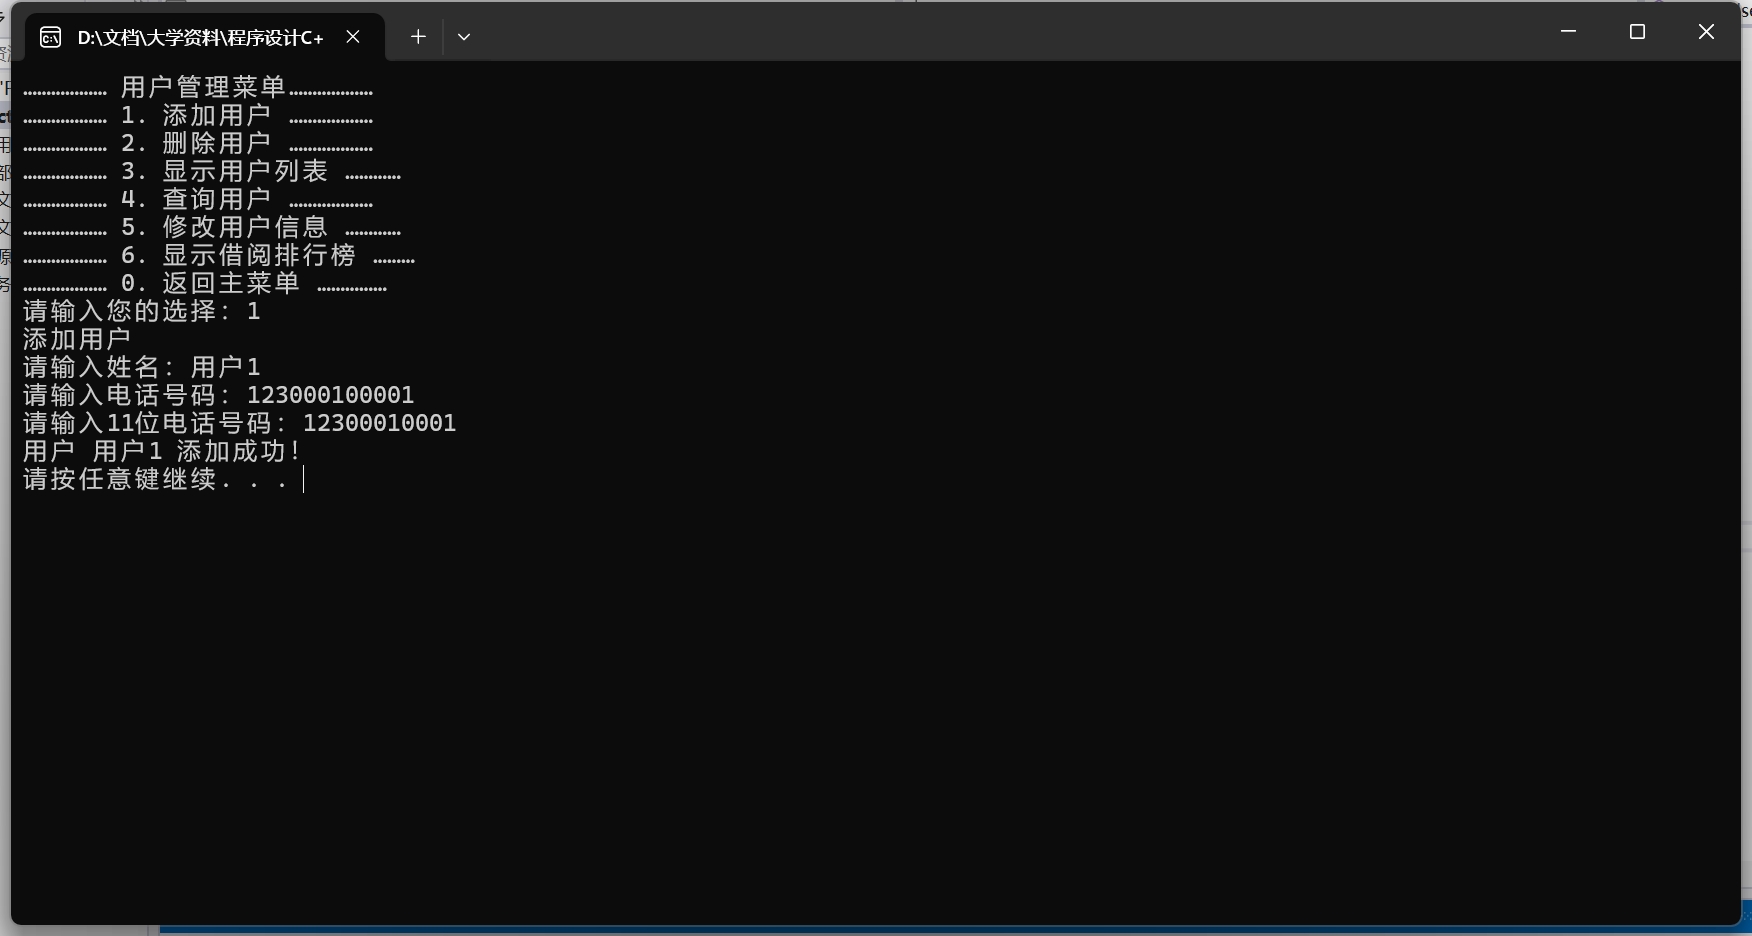 D:\文档\大学资料\程序设计C+
……………… 用户管理菜单………………
……………… 1. 添加用户 ………………
……………… 2. 删除用户 ………………
……………… 3. 显示用户列表 …………
……………… 4. 查询用户 ………………
……………… 5. 修改用户信息 …………
……………… 6. 显示借阅排行榜 ………
……………… 0. 返回主菜单 ……………
请输入您的选择: 1
添加用户
请输入姓名: 用户1
请输入电话号码: 123000100001
请输入11位电话号码: 12300010001
用户 用户1 添加成功!
请按任意键继续. . .